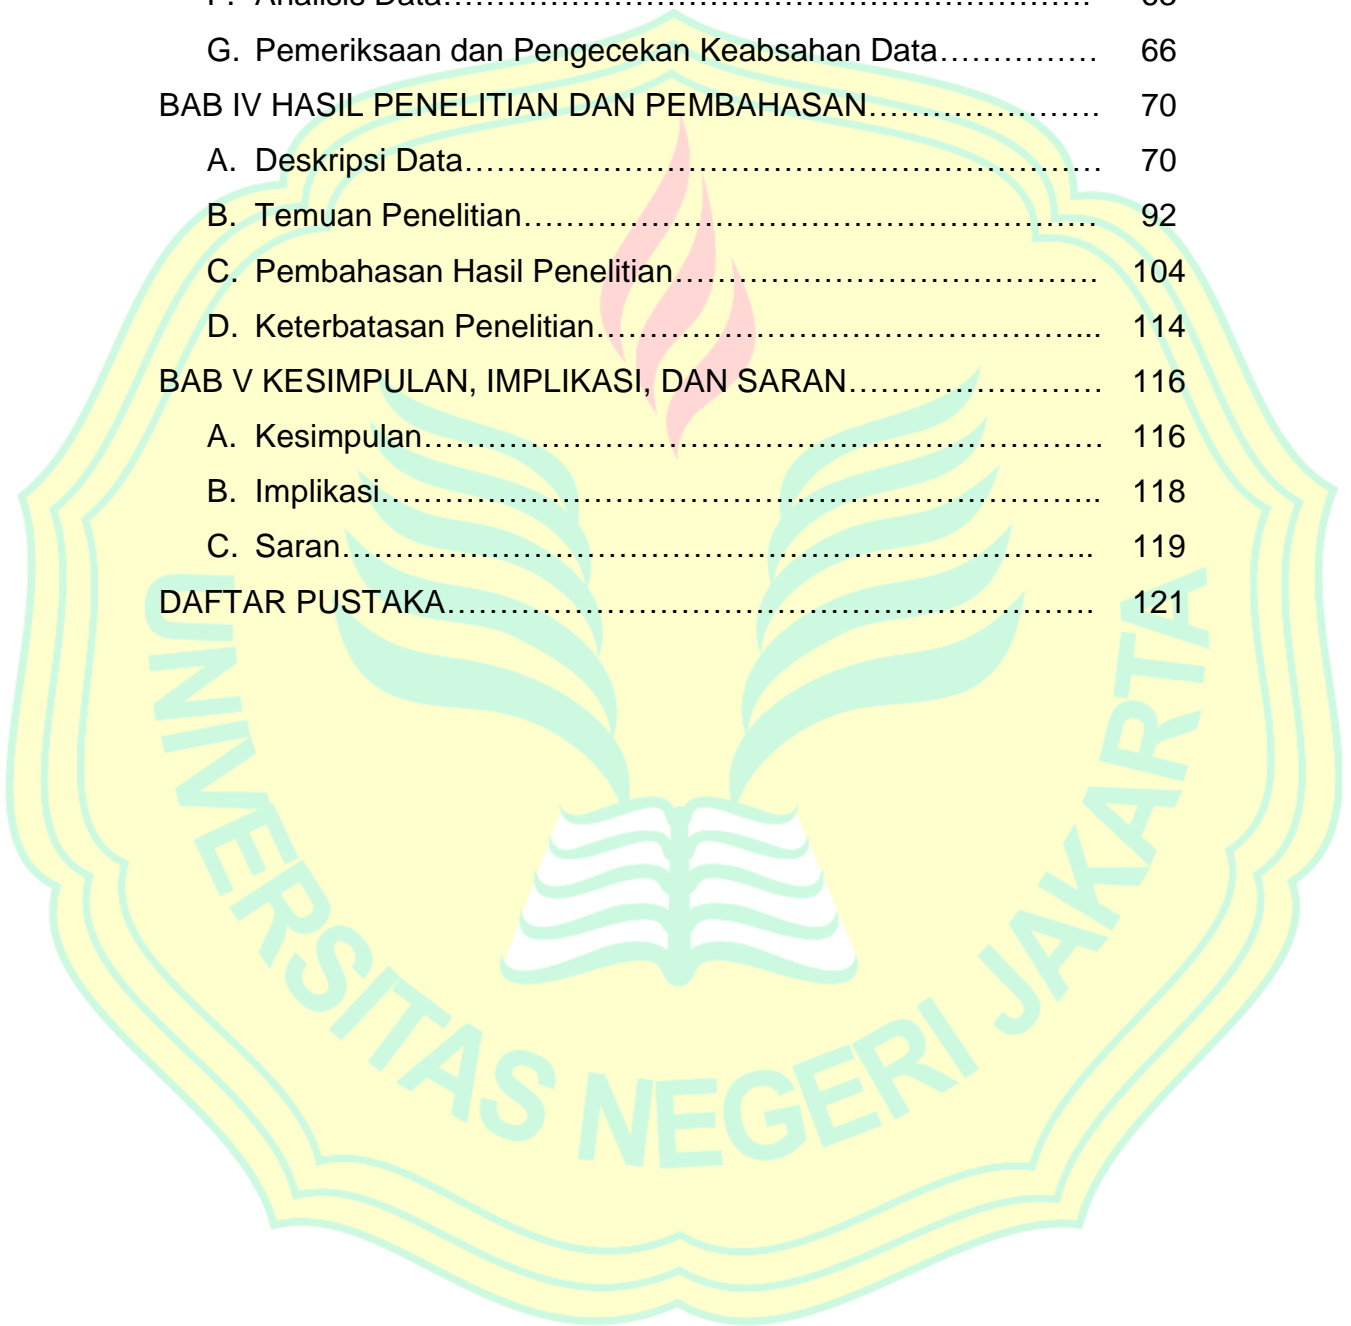 Analisis Data……………………………………………………………….
G. Pemeriksaan dan Pengecekan Keabsahan Data…………… 66
BAB IV HASIL PENELITIAN DAN PEMBAHASAN…………………. 70
A. Deskripsi Data…………………………………………………… 70
B. Temuan Penelitian……………………………………………… 92
C. Pembahasan Hasil Penelitian…………………………………. 104
D. Keterbatasan Penelitian………………………………………... 114
BAB V KESIMPULAN, IMPLIKASI, DAN SARAN…………………… 116
A. Kesimpulan………………………………………………………. 116
B. Implikasi………………………………………………………….. 118
C. Saran…………………………………………………………….. 119
DAFTAR PUSTAKA……………………………………………………. 121
UNIVERSITAS NEGERI JAKARTA